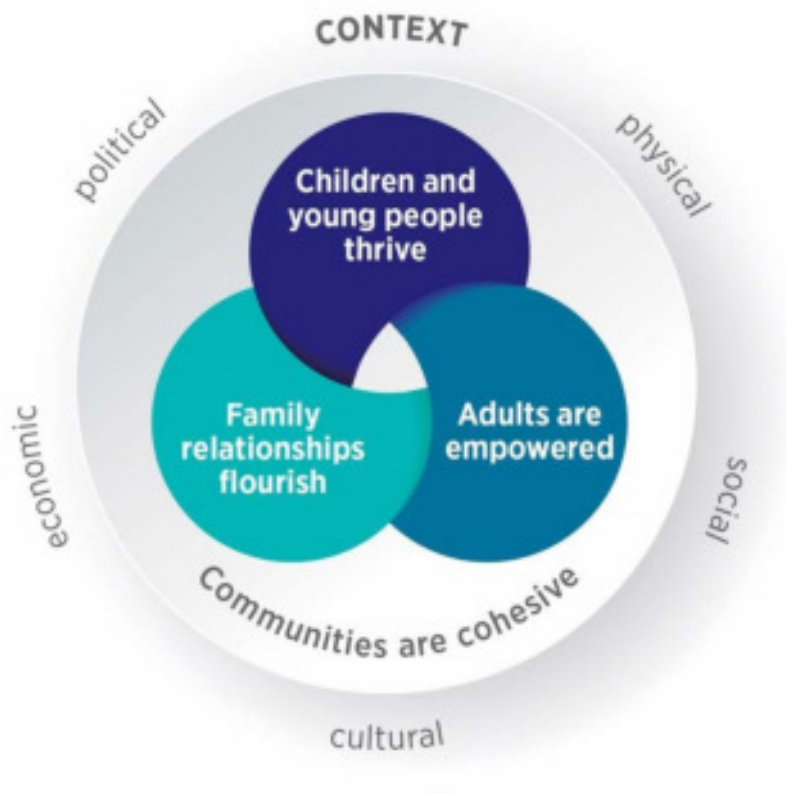 CONTEXT
political
physical
Children and
young people
thrive
Family
relationships
flourish
Adults are
empowered
economic
social
Communities are cohesive
cultural